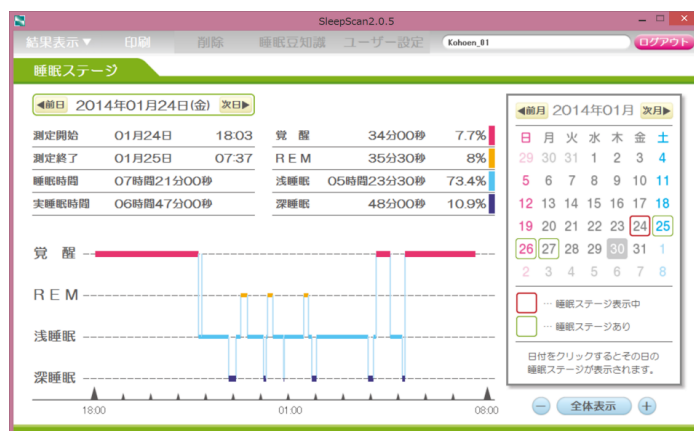 SleepScan2.0.5
結果表示▼ 印刷 削除 睡眠豆知識 ユーザー設定 Kohoen_01 ログアウト
睡眠ステージ
◀前日 2014年01月24日(金) 次日▶
測定開始 01月24日 18:03 覚 醒 34分00秒 7.7%
測定終了 01月25日 07:37 R E M 35分30秒 8%
睡眠時間 07時間21分00秒 浅睡眠 05時間23分30秒 73.4%
実睡眠時間 06時間47分00秒 深睡眠 48分00秒 10.9%
覚 醒
R E M
浅睡眠
深睡眠
18:00 01:00 08:00
◀前月 2014年01月 次月▶
日 月 火 水 木 金 土
29 30 31 1 2 3 4
5 6 7 8 9 10 11
12 13 14 15 16 17 18
19 20 21 22 23 24 25
26 27 28 29 30 31 1
2 3 4 5 6 7 8
… 睡眠ステージ表示中
… 睡眠ステージあり
日付をクリックするとその日の
睡眠ステージが表示されます。
− 全体表示 +